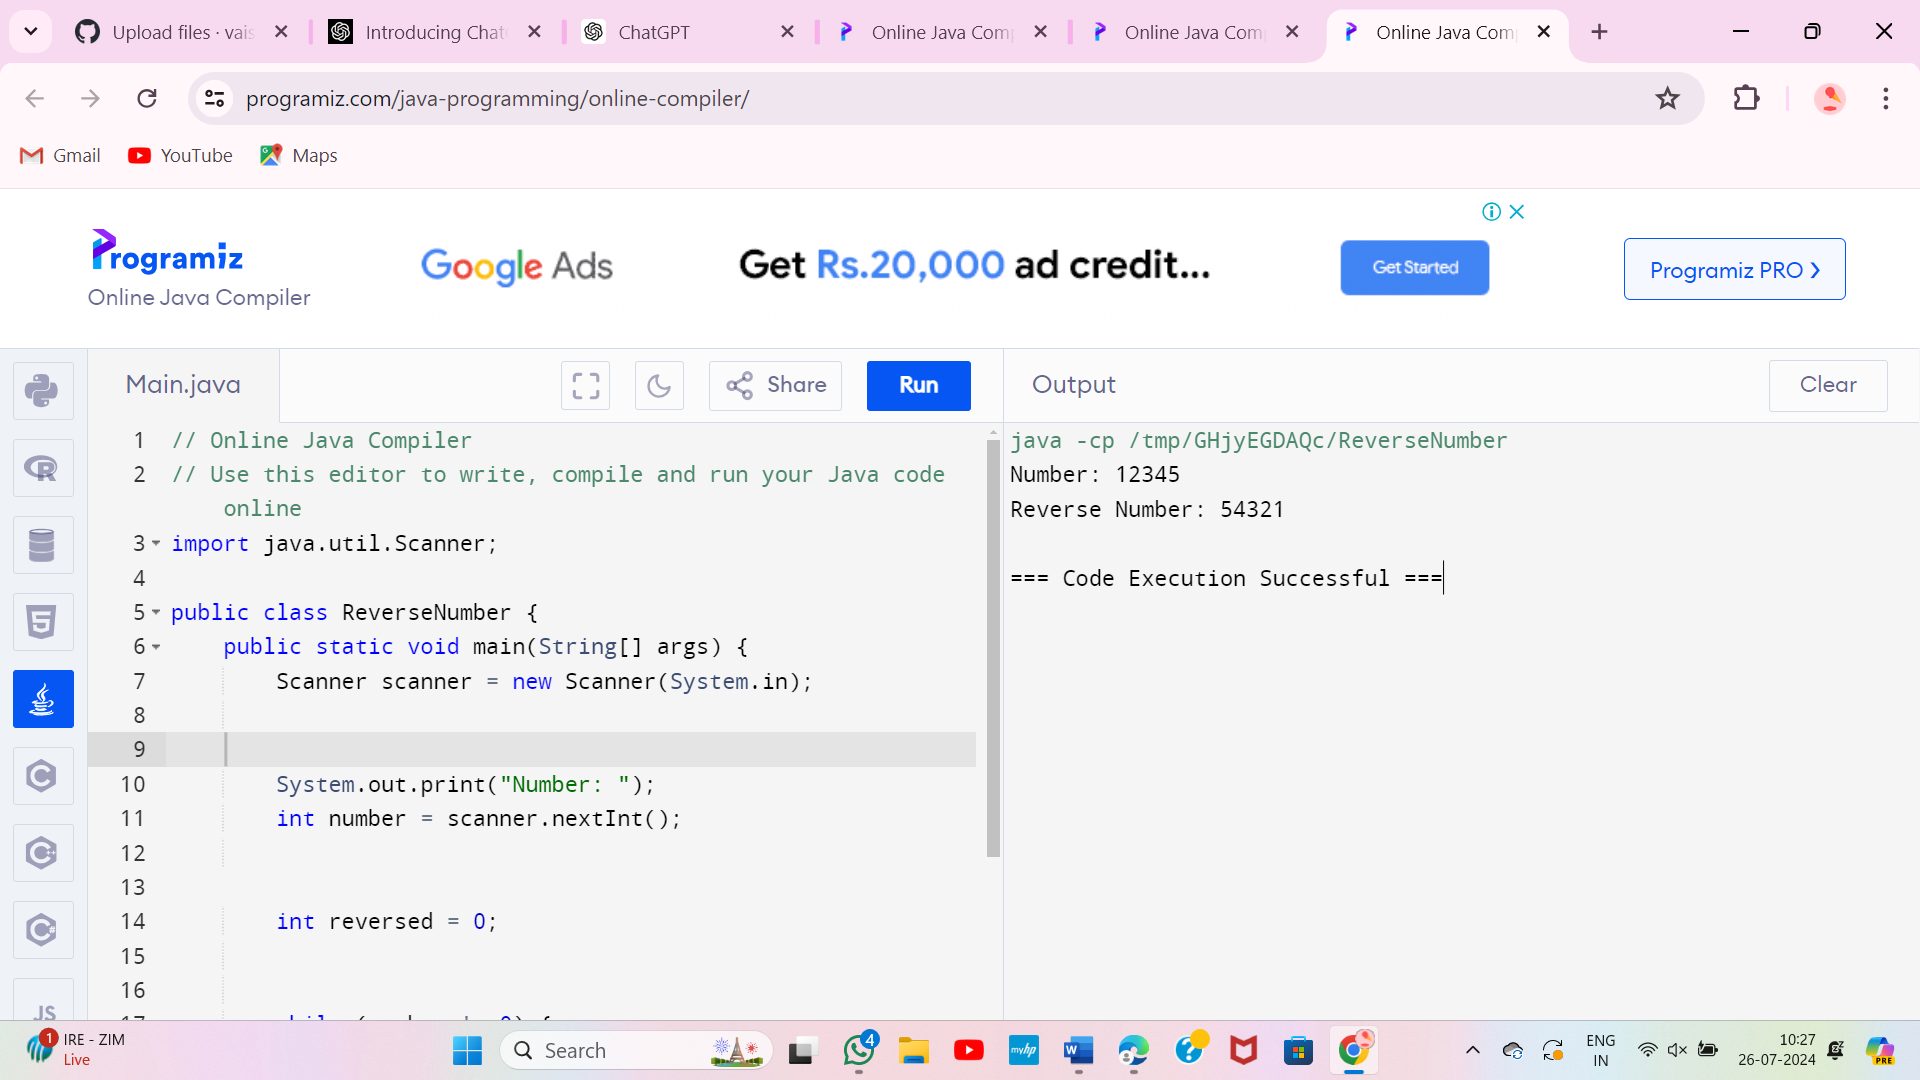 Upload files · vais
Introducing Chat
ChatGPT
Online Java Comp
Online Java Com
Online Java Com
programiz.com/java-programming/online-compiler/
Gmail
YouTube
Maps
Programiz
Online Java Compiler
Google Ads
Get Rs.20,000 ad credit...
Get Started
Programiz PRO ❯
Main.java
Share
Run
Output
Clear
1 // Online Java Compiler
2 // Use this editor to write, compile and run your Java code
online
3 import java.util.Scanner;
4
5 public class ReverseNumber {
6 public static void main(String[] args) {
7 Scanner scanner = new Scanner(System.in);
8
9
10 System.out.print("Number: ");
11 int number = scanner.nextInt();
12
13
14 int reversed = 0;
15
16
java -cp /tmp/GHjyEGDAQc/ReverseNumber
Number: 12345
Reverse Number: 54321
=== Code Execution Successful ===
JS
1
IRE - ZIM
Live
Search
4
myhp
W
ENG
IN
10:27
26-07-2024
PRE